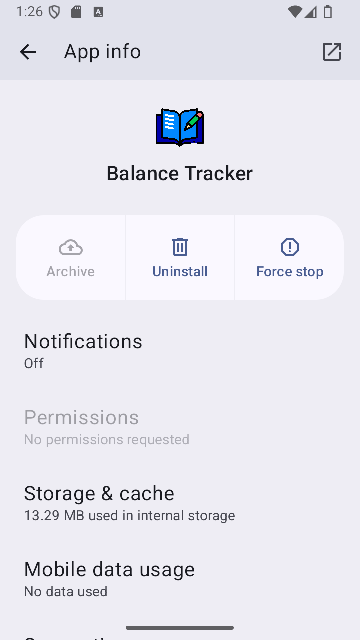 1:26
App info
Balance Tracker
Archive
Uninstall
Force stop
Notifications
Off
Permissions
No permissions requested
Storage & cache
13.29 MB used in internal storage
Mobile data usage
No data used